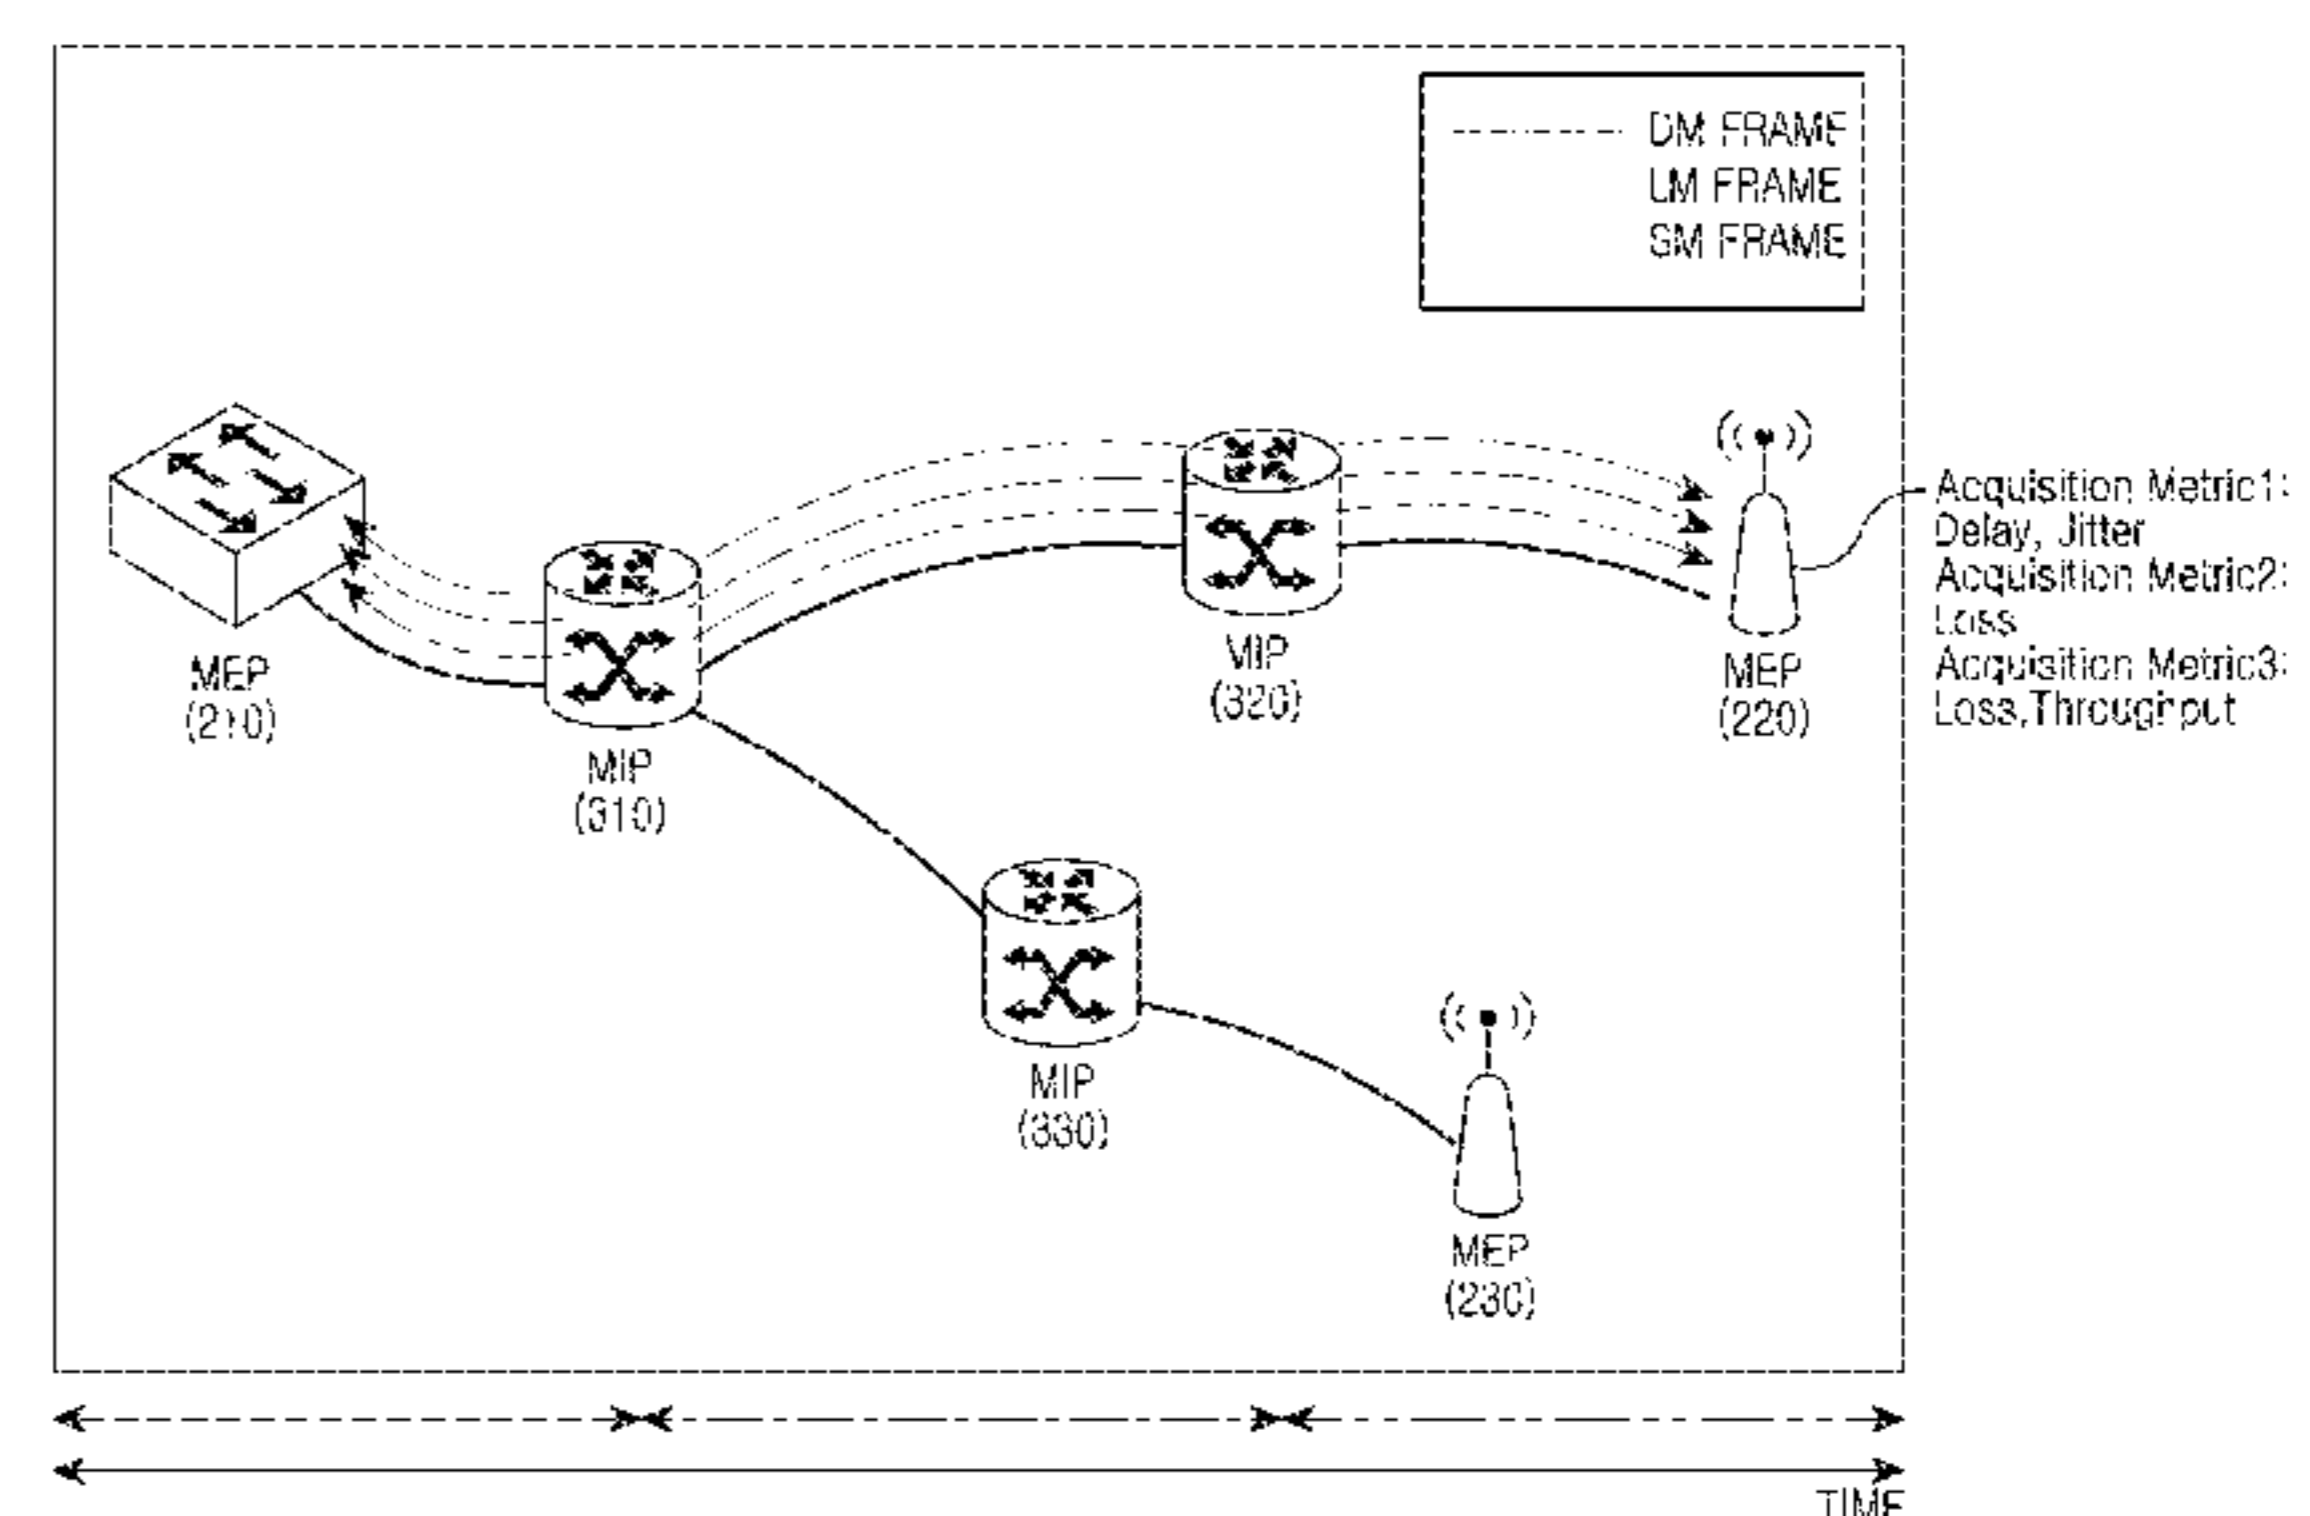 DM FRAME
LM FRAME
SM FRAME
MEP
(210)
MIP
(310)
MIP
(320)
MEP
(220)
Acquisition Metric1:
Delay, Jitter
Acquisition Metric2:
Loss
Acquisition Metric3:
Loss,Throughput
MIP
(330)
MEP
(230)
TIME